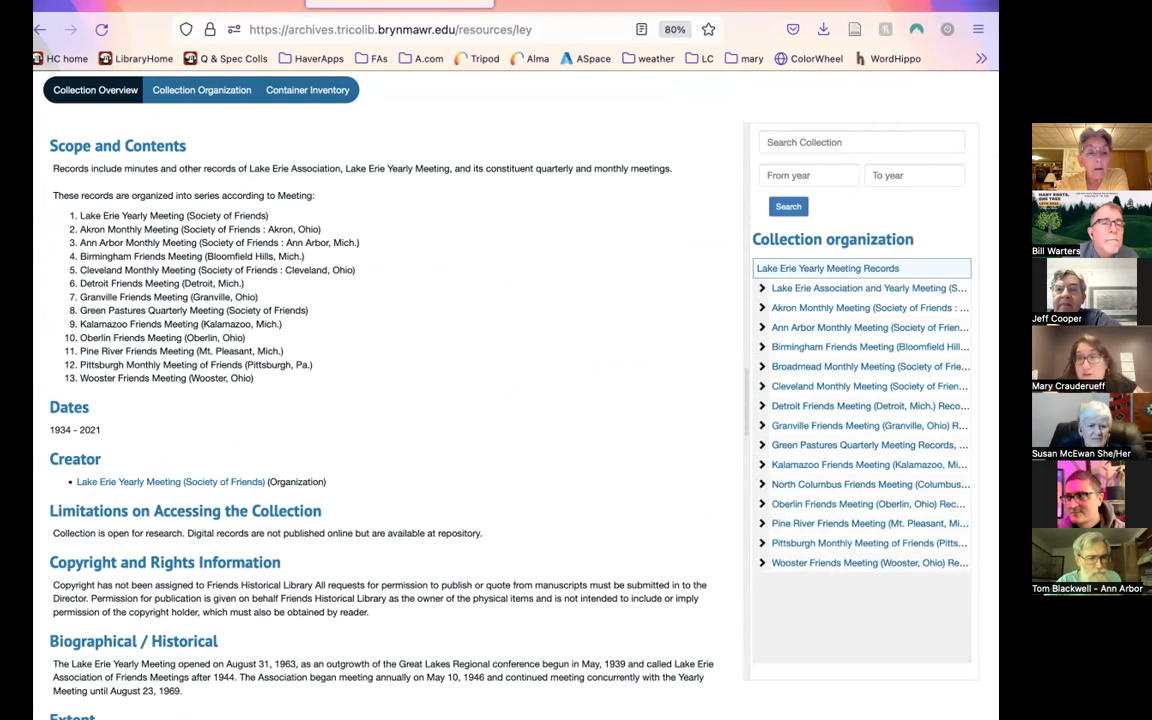 https://archives.tricolib.brynmawr.edu/resources/ley
80%
HC home
LibraryHome
Q & Spec Colls
HaverApps
FAs
A.com
Tripod
Alma
ASpace
weather
LC
mary
ColorWheel
WordHippo
Collection Overview
Collection Organization
Container Inventory
Scope and Contents
Records include minutes and other records of Lake Erie Association, Lake Erie Yearly Meeting, and its constituent quarterly and monthly meetings.
These records are organized into series according to Meeting:
1. Lake Erie Yearly Meeting (Society of Friends)
2. Akron Monthly Meeting (Society of Friends : Akron, Ohio)
3. Ann Arbor Monthly Meeting (Society of Friends : Ann Arbor, Mich.)
4. Birmingham Friends Meeting (Bloomfield Hills, Mich.)
5. Cleveland Monthly Meeting (Society of Friends : Cleveland, Ohio)
6. Detroit Friends Meeting (Detroit, Mich.)
7. Granville Friends Meeting (Granville, Ohio)
8. Green Pastures Quarterly Meeting (Society of Friends)
9. Kalamazoo Friends Meeting (Kalamazoo, Mich.)
10. Oberlin Friends Meeting (Oberlin, Ohio)
11. Pine River Friends Meeting (Mt. Pleasant, Mich.)
12. Pittsburgh Monthly Meeting of Friends (Pittsburgh, Pa.)
13. Wooster Friends Meeting (Wooster, Ohio)
Dates
1934 - 2021
Creator
• Lake Erie Yearly Meeting (Society of Friends) (Organization)
Limitations on Accessing the Collection
Collection is open for research. Digital records are not published online but are available at repository.
Copyright and Rights Information
Copyright has not been assigned to Friends Historical Library All requests for permission to publish or quote from manuscripts must be submitted in to the
Director. Permission for publication is given on behalf Friends Historical Library as the owner of the physical items and is not intended to include or imply
permission of the copyright holder, which must also be obtained by reader.
Biographical / Historical
The Lake Erie Yearly Meeting opened on August 31, 1963, as an outgrowth of the Great Lakes Regional conference begun in May, 1939 and called Lake Erie
Association of Friends Meetings after 1944. The Association began meeting annually on May 10, 1946 and continued meeting concurrently with the Yearly
Meeting until August 23, 1969.
Extent
Search Collection
From year
To year
Search
Collection organization
Lake Erie Yearly Meeting Records
Lake Erie Association and Yearly Meeting (S...
Akron Monthly Meeting (Society of Friends : ...
Ann Arbor Monthly Meeting (Society of Frien...
Birmingham Friends Meeting (Bloomfield Hill...
Broadmead Monthly Meeting (Society of Frie...
Cleveland Monthly Meeting (Society of Frien...
Detroit Friends Meeting (Detroit, Mich.) Reco...
Granville Friends Meeting (Granville, Ohio) R...
Green Pastures Quarterly Meeting Records, ...
Kalamazoo Friends Meeting (Kalamazoo, Mi...
North Columbus Friends Meeting (Columbus...
Oberlin Friends Meeting (Oberlin, Ohio) Rec...
Pine River Friends Meeting (Mt. Pleasant, Mi...
Pittsburgh Monthly Meeting of Friends (Pitts...
Wooster Friends Meeting (Wooster, Ohio) Re...
MANY ROOTS,
ONE TREE
Bill Warters
Jeff Cooper
Mary Crauderueff
Susan McEwan She/Her
Tom Blackwell - Ann Arbor